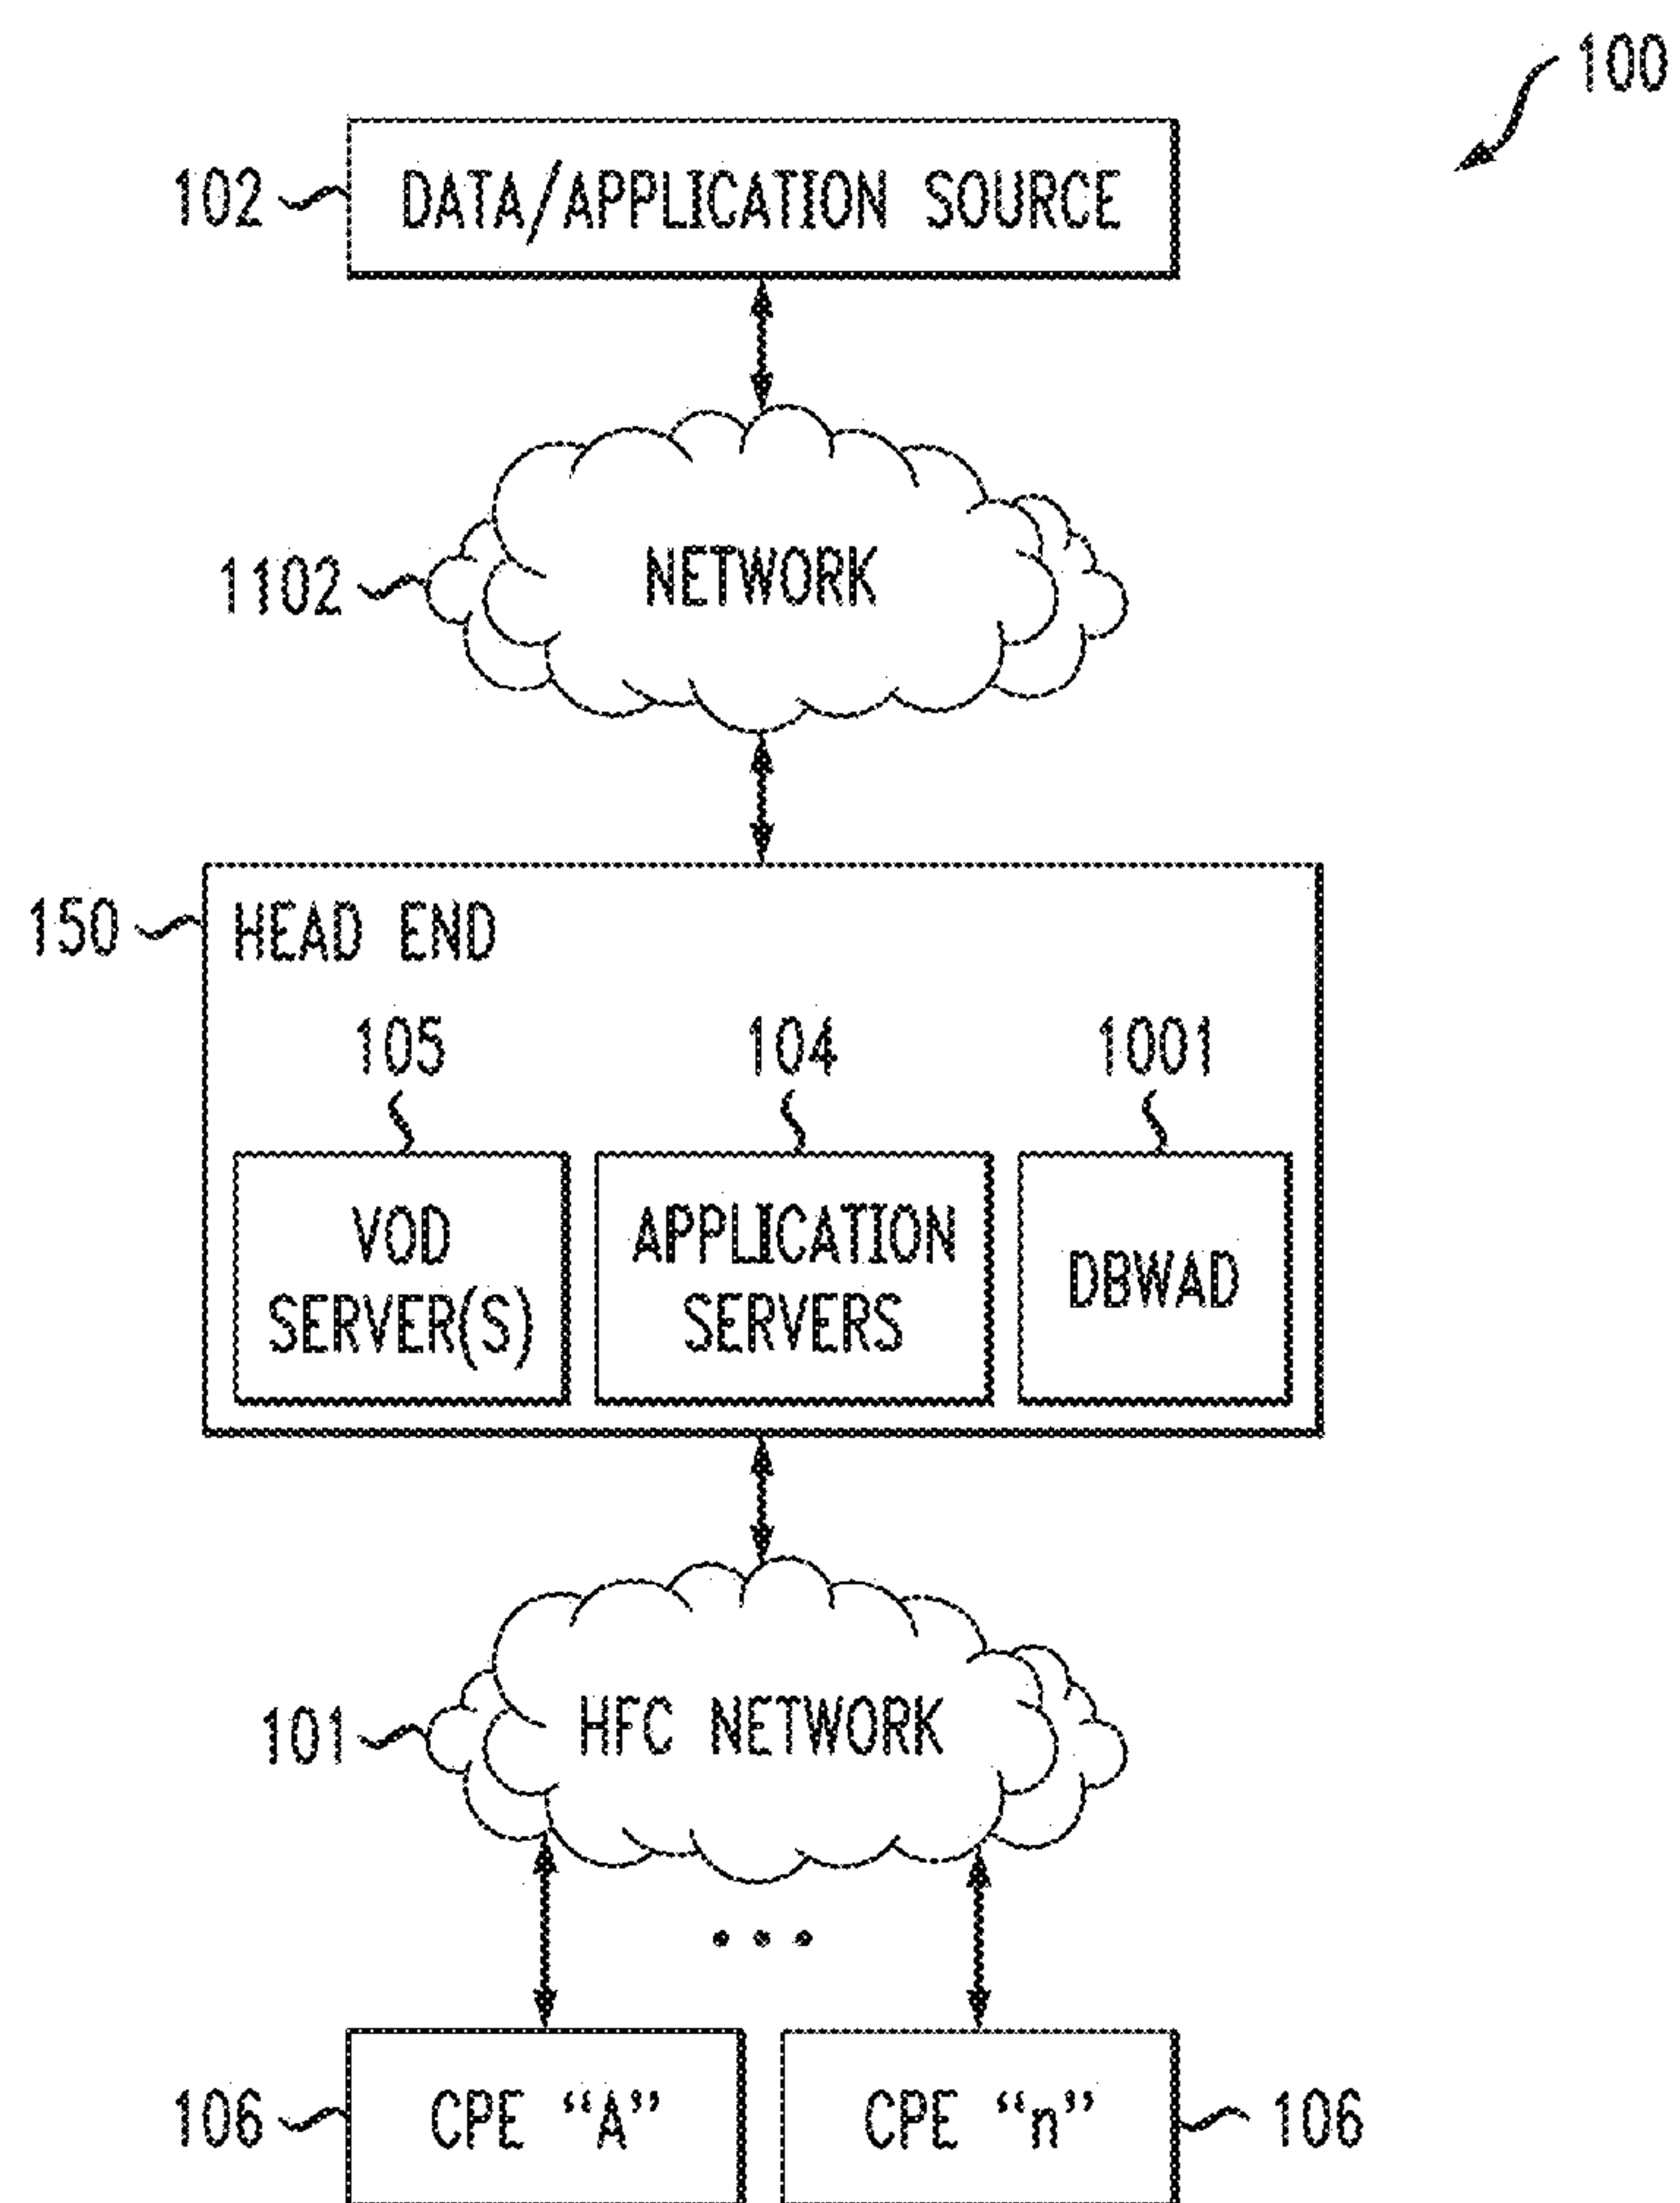 100
102 DATA/APPLICATION SOURCE
1102 NETWORK
150 HEAD END
105 104 1001
VOD SERVER(S)
APPLICATION SERVERS
DBWAD
101 HFC NETWORK
106 CPE “A” CPE “n” 106